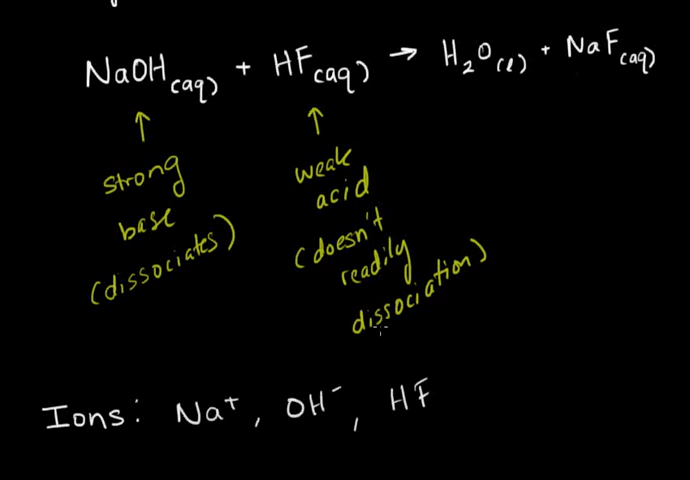 NaOH(aq) + HF(aq) → H₂O(l) + NaF(aq)
↑ ↑
strong
base
(dissociates)
weak
acid
(doesn't
readily
dissociation)
Ions: Na⁺, OH⁻, HF